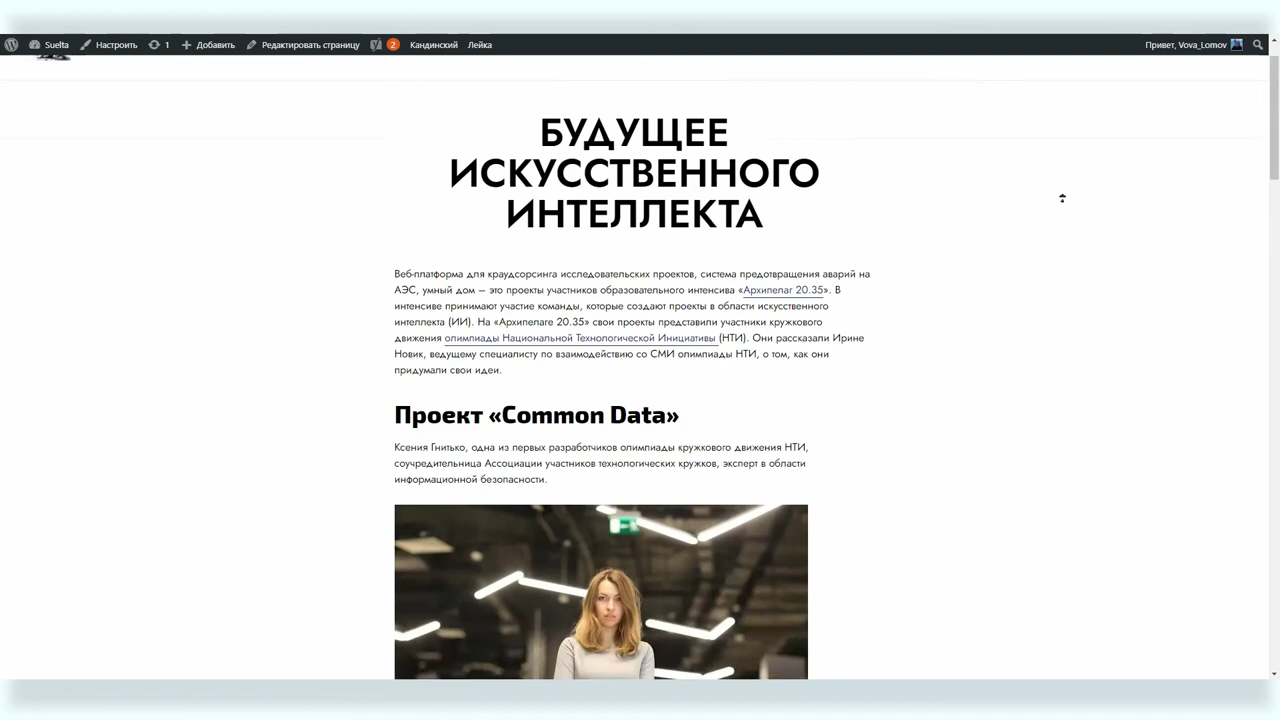 Suelta Настроить 1 Добавить Редактировать страницу 2 Кандинский Лейка Привет, Vova_Lomov
БУДУЩЕЕ
ИСКУССТВЕННОГО
ИНТЕЛЛЕКТА
Веб-платформа для краудсорсинга исследовательских проектов, система предотвращения аварий на
АЭС, умный дом – это проекты участников образовательного интенсива «Архипелаг 20.35». В
интенсиве принимают участие команды, которые создают проекты в области искусственного
интеллекта (ИИ). На «Архипелаге 20.35» свои проекты представили участники кружкового
движения олимпиады Национальной Технологической Инициативы (НТИ). Они рассказали Ирине
Новик, ведущему специалисту по взаимодействию со СМИ олимпиады НТИ, о том, как они
придумали свои идеи.
Проект «Common Data»
Ксения Гнитько, одна из первых разработчиков олимпиады кружкового движения НТИ,
соучредительница Ассоциации участников технологических кружков, эксперт в области
информационной безопасности.